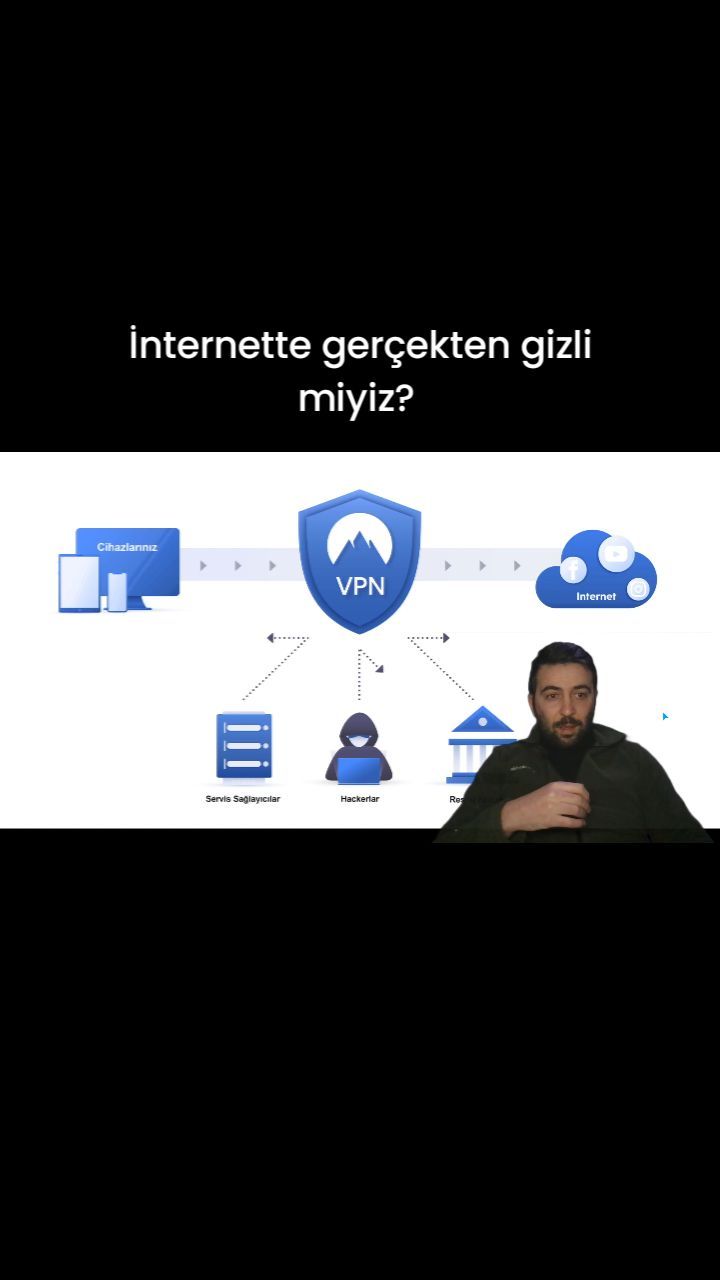 İnternette gerçekten gizli
miyiz?
Cihazlarınız
VPN
Internet
Servis Sağlayıcılar
Hackerlar